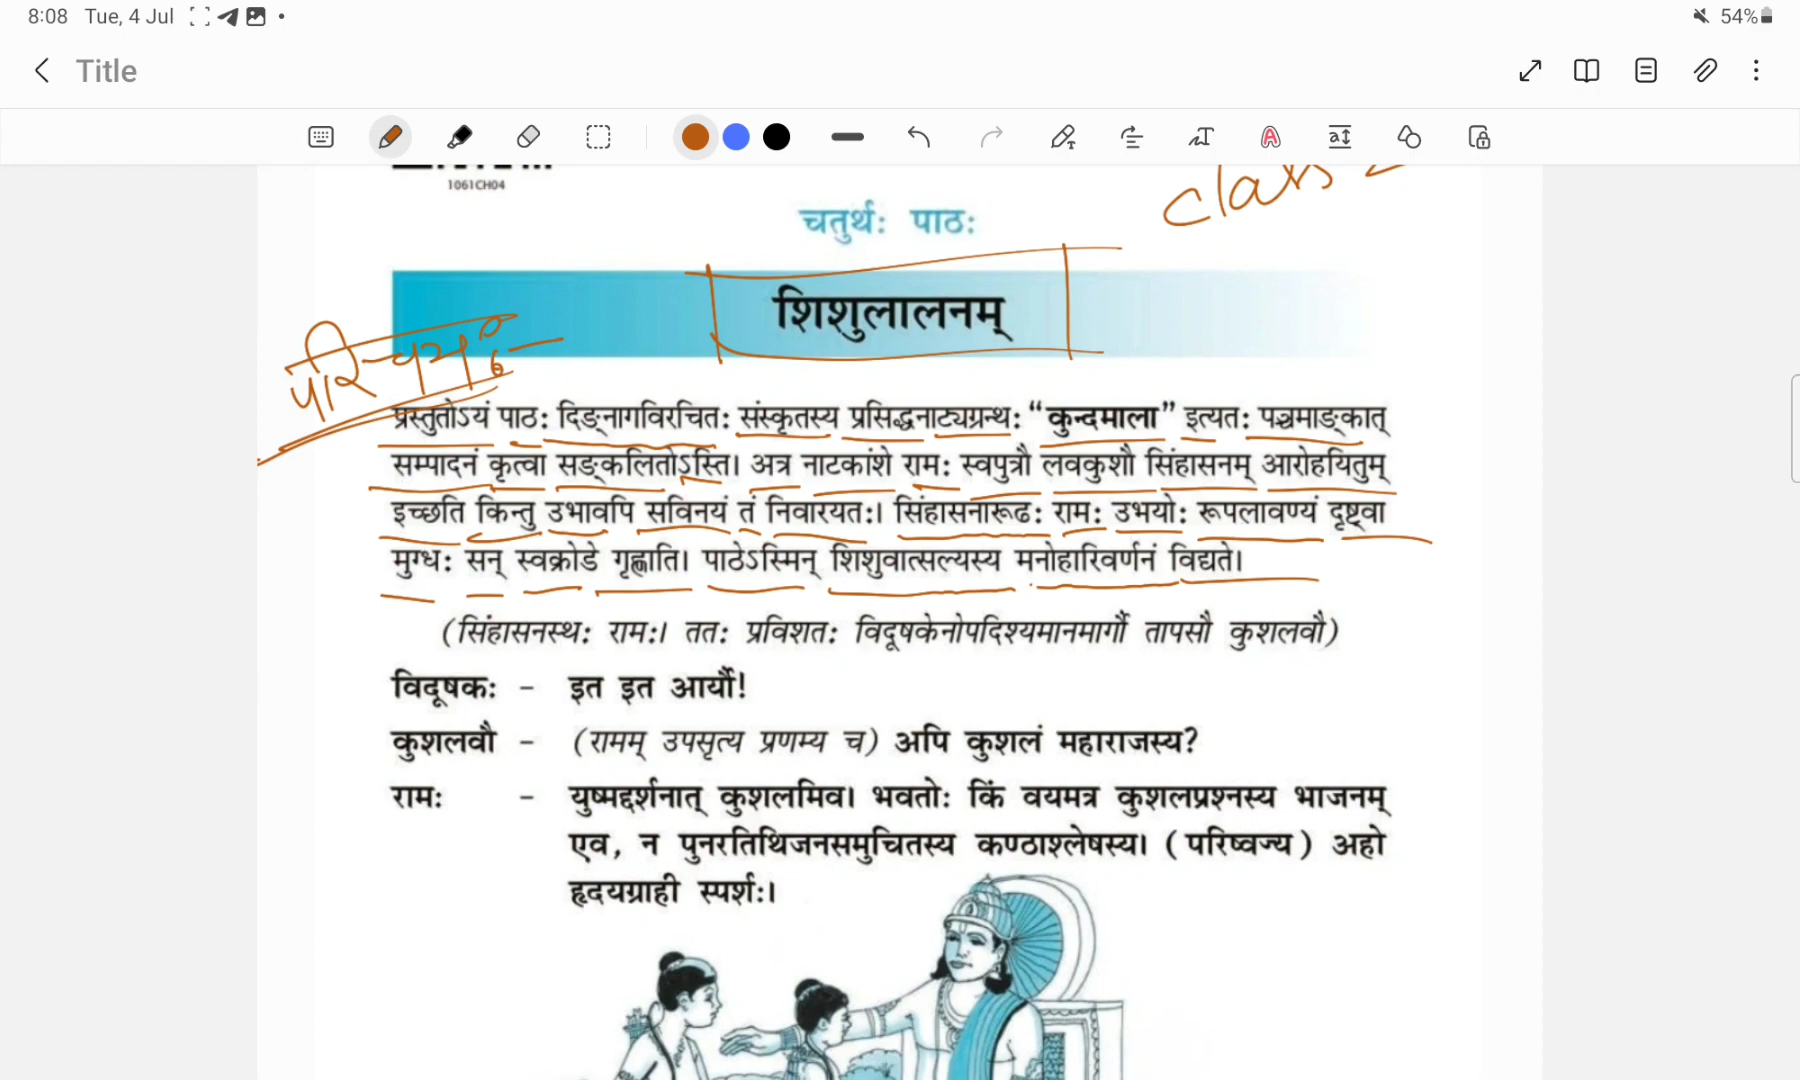 8:08 Tue, 4 Jul
54%
Title
1061CH04
class
चतुर्थः पाठः
शिशुलालनम्
प्रस्तुतोऽयं पाठः दिङ्नागविरचितः संस्कृतस्य प्रसिद्धनाट्यग्रन्थः “कुन्दमाला” इत्यतः पञ्चमाङ्कात्
सम्पादनं कृत्वा सङ्कलितोऽस्ति। अत्र नाटकांशे रामः स्वपुत्रौ लवकुशौ सिंहासनम् आरोहयितुम्
इच्छति किन्तु उभावपि सविनयं तं निवारयतः। सिंहासनारूढः रामः उभयोः रूपलावण्यं दृष्ट्वा
मुग्धः सन् स्वक्रोडे गृह्णाति। पाठेऽस्मिन् शिशुवात्सल्यस्य मनोहारिवर्णनं विद्यते।
(सिंहासनस्थः रामः। ततः प्रविशतः विदूषकेनोपदिश्यमानमार्गौ तापसौ कुशलवौ)
विदूषकः - इत इत आर्यौ!
कुशलवौ - (रामम् उपसृत्य प्रणम्य च) अपि कुशलं महाराजस्य?
रामः - युष्मद्दर्शनात् कुशलमिव। भवतोः किं वयमत्र कुशलप्रश्नस्य भाजनम्
एव, न पुनरतिथिजनसमुचितस्य कण्ठाश्लेषस्य। (परिष्वज्य) अहो
हृदयग्राही स्पर्शः।